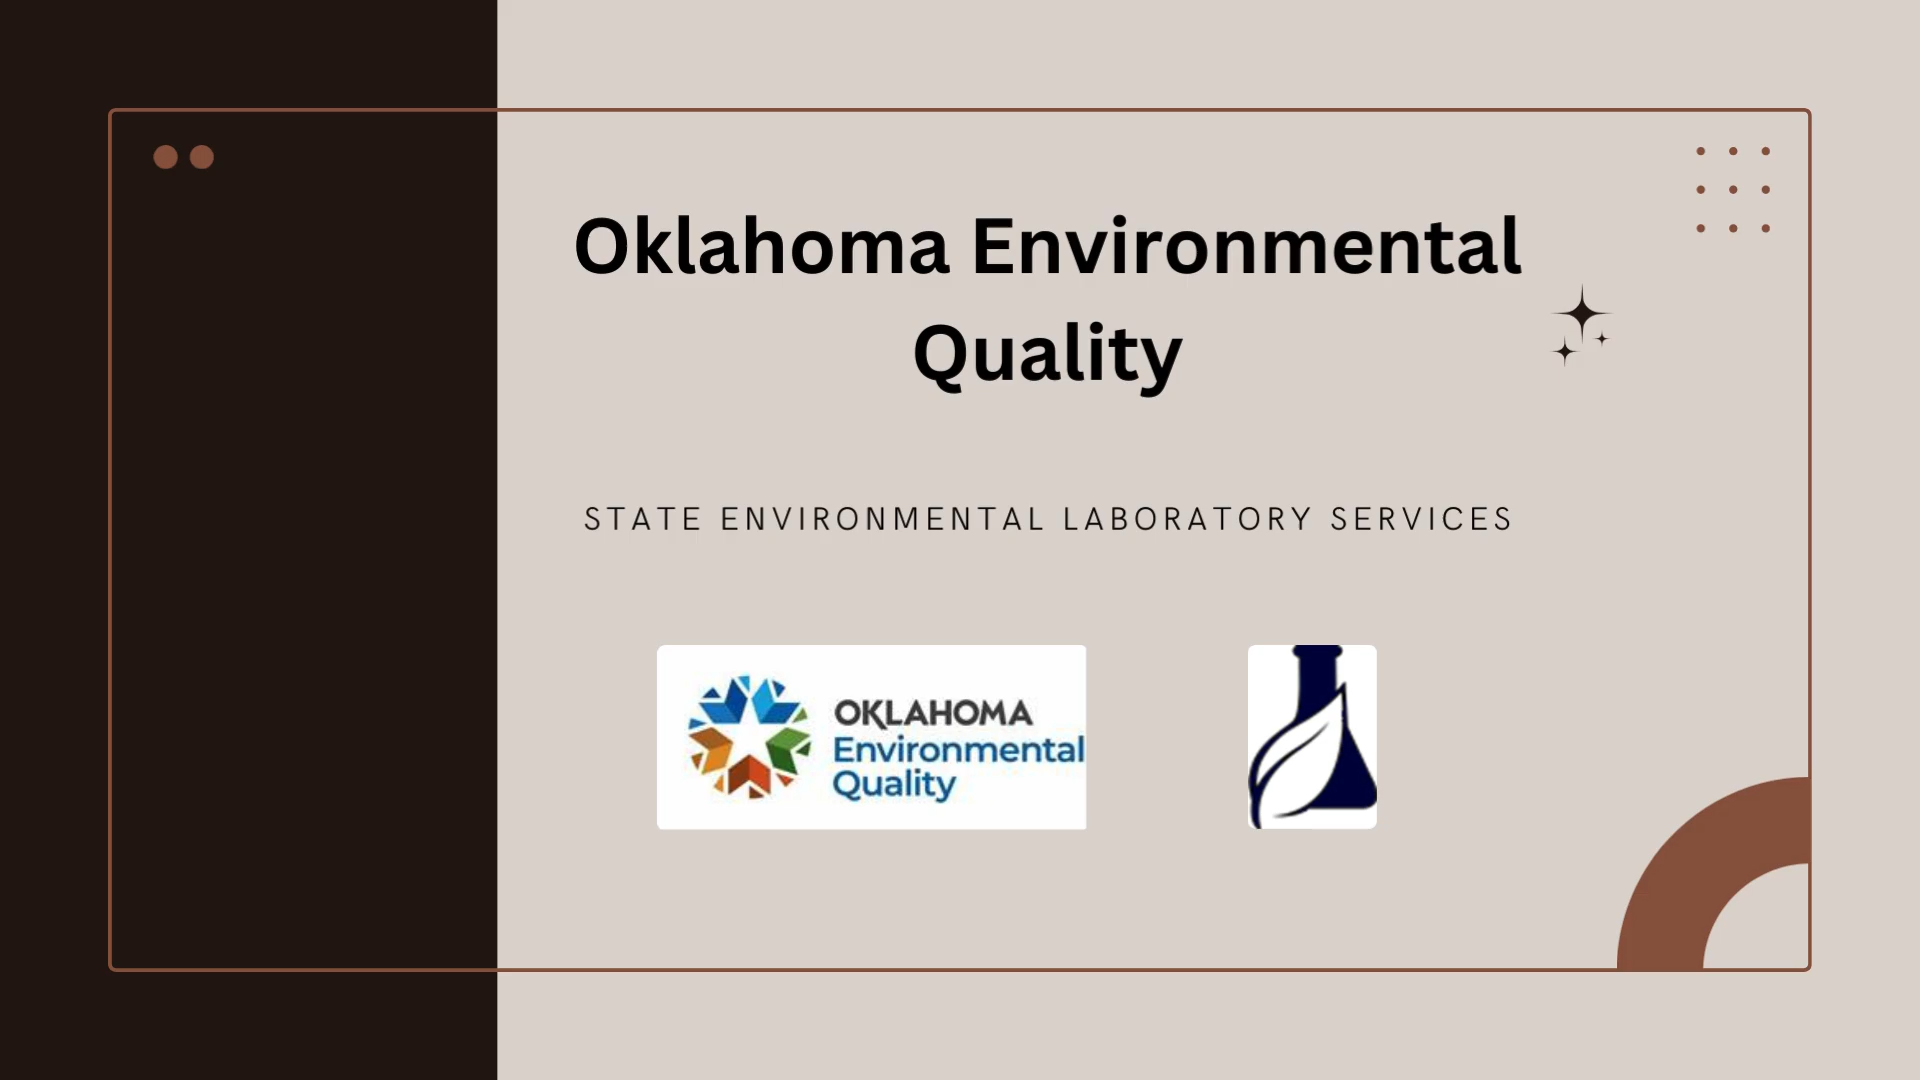 Oklahoma Environmental
Quality
STATE ENVIRONMENTAL LABORATORY SERVICES
OKLAHOMA
Environmental
Quality